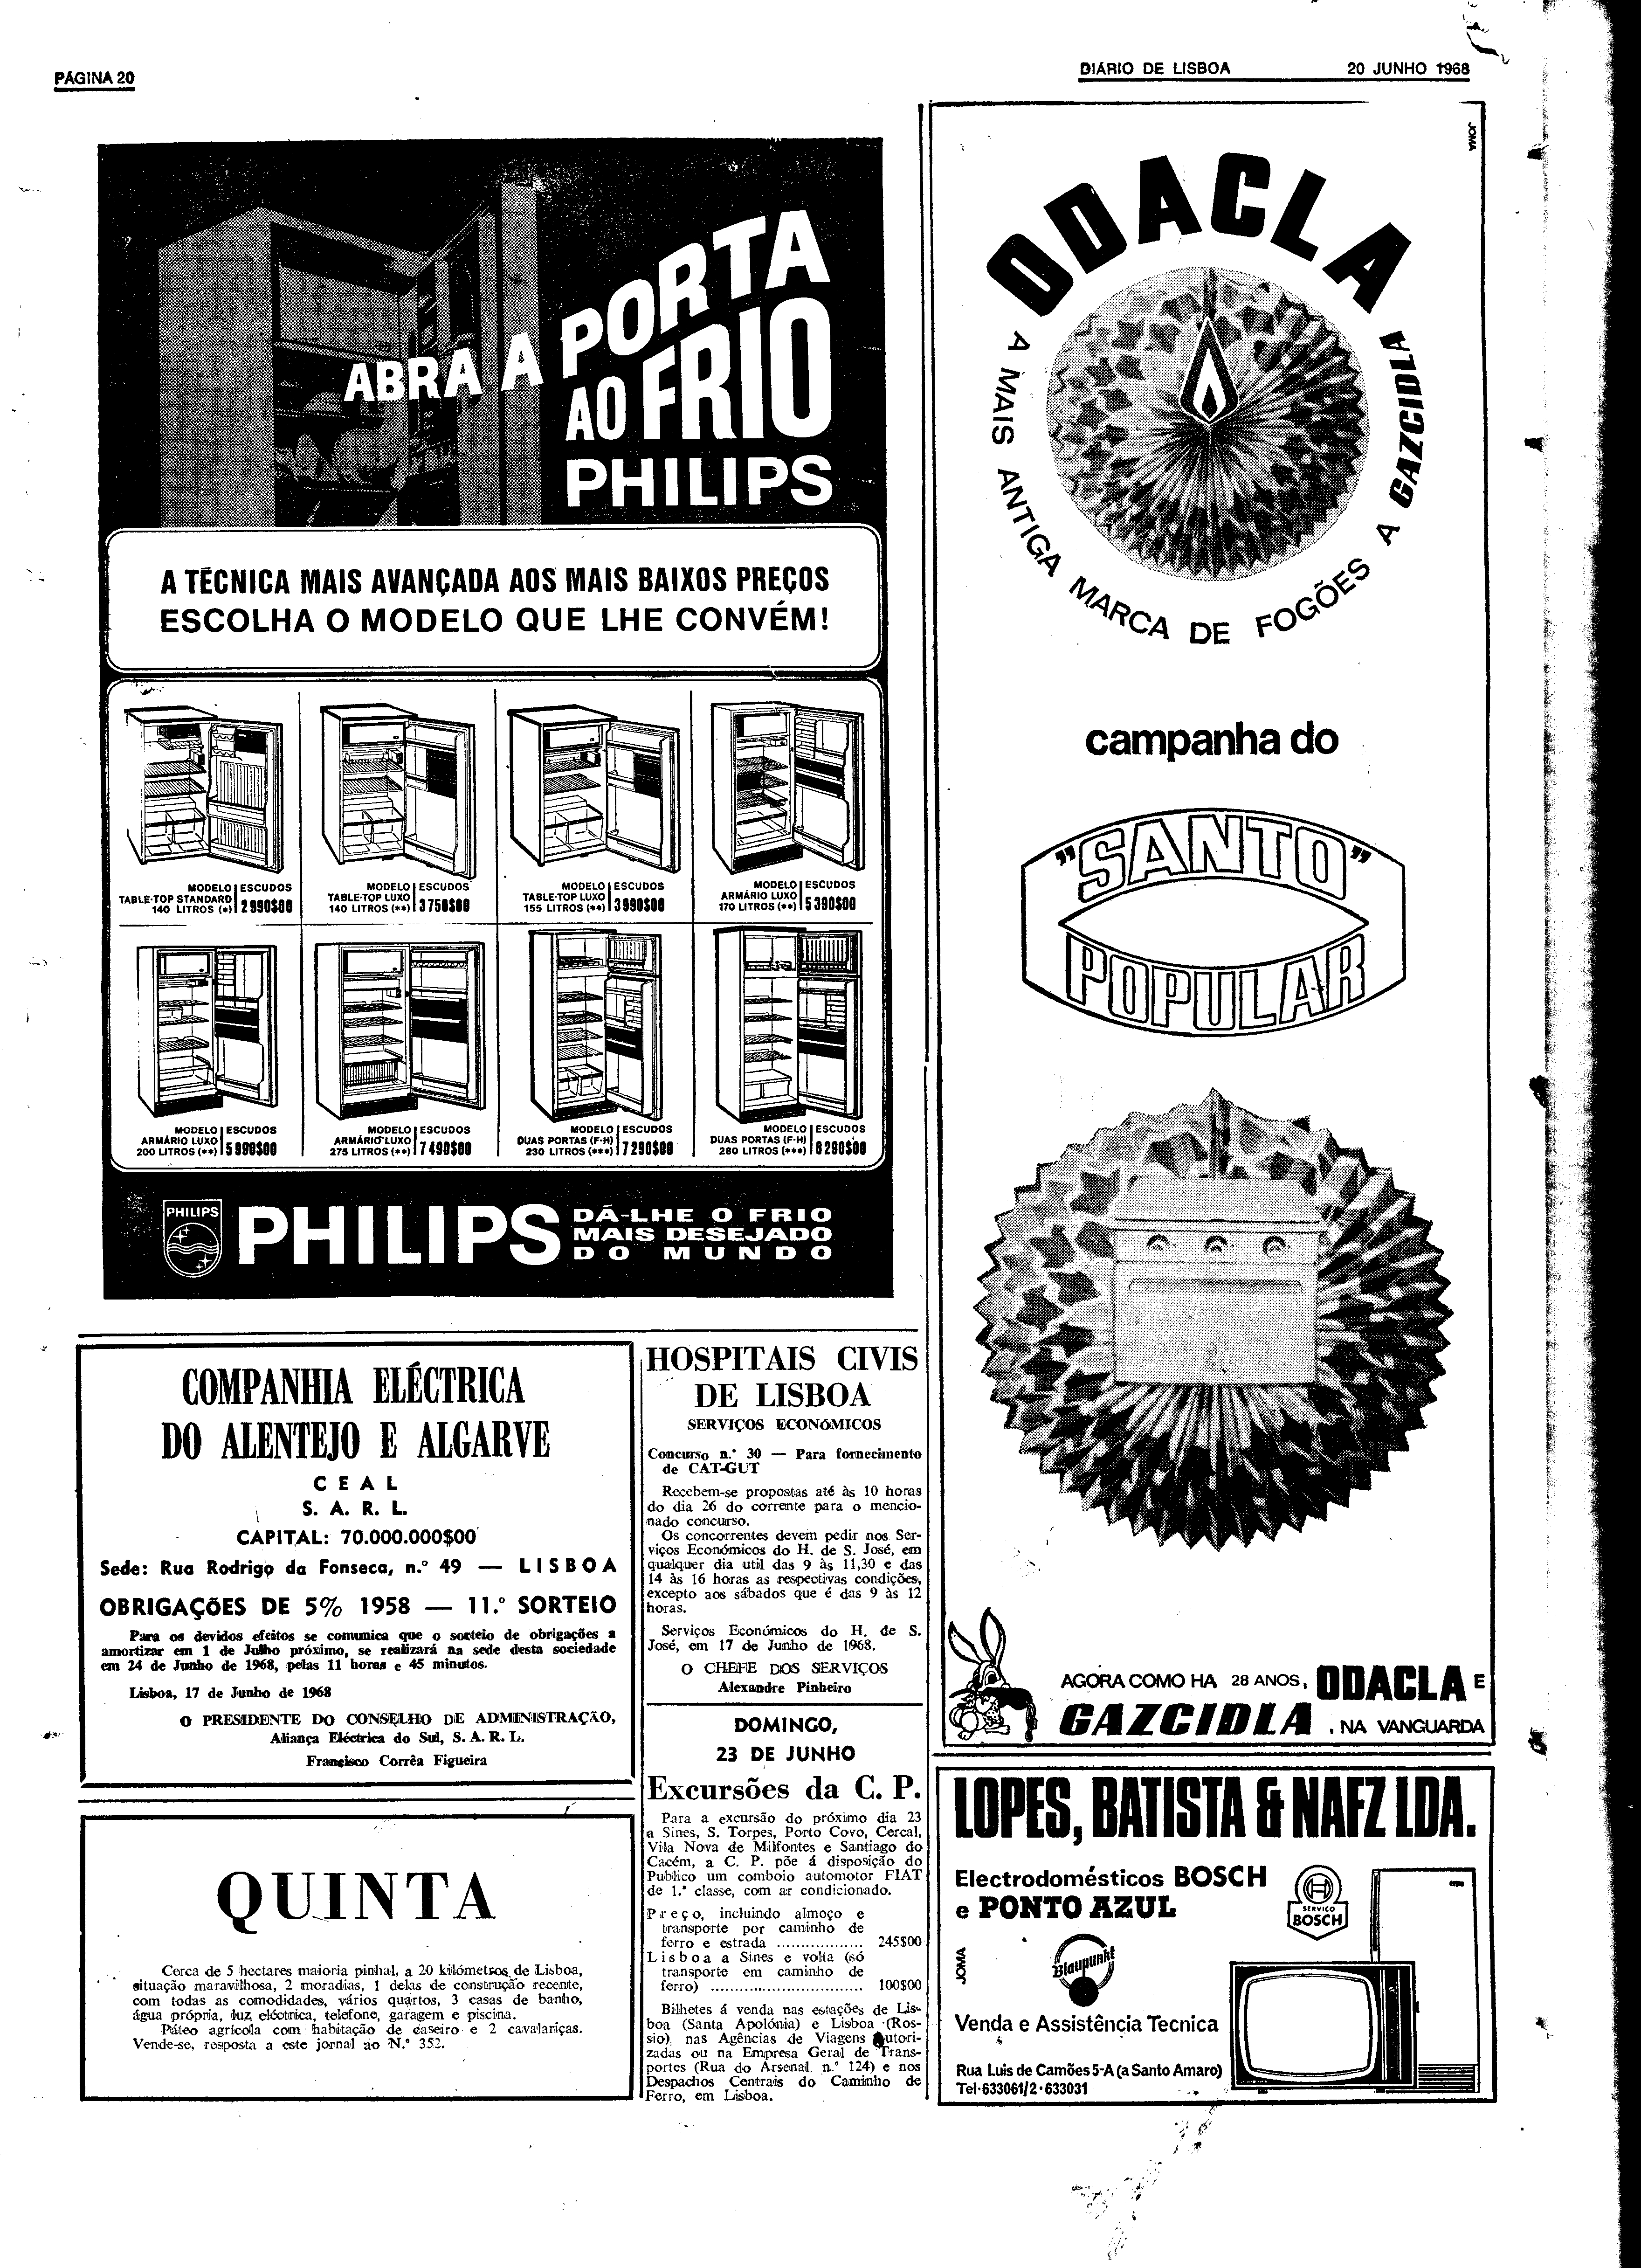 PÁGINA 20
DIÁRIO DE LISBOA
20 JUNHO 1968
ABRA A PORTA
AO FRIO
PHILIPS
A TÉCNICA MAIS AVANÇADA AOS MAIS BAIXOS PREÇOS
ESCOLHA O MODELO QUE LHE CONVÉM!
MODELO ESCUDOS
TABLE-TOP STANDARD
140 LITROS (*) 2990$00
MODELO ESCUDOS
TABLE-TOP LUXO
140 LITROS (**) 3750$00
MODELO ESCUDOS
TABLE-TOP LUXO
155 LITROS (**) 3990$00
MODELO ESCUDOS
ARMÁRIO LUXO
170 LITROS (**) 5390$00
MODELO ESCUDOS
ARMÁRIO LUXO
200 LITROS (**) 5990$00
MODELO ESCUDOS
ARMÁRIO LUXO
275 LITROS (**) 7490$00
MODELO ESCUDOS
DUAS PORTAS (F-H)
230 LITROS (***) 7290$00
MODELO ESCUDOS
DUAS PORTAS (F-H)
280 LITROS (***) 8290$00
PHILIPS
PHILIPS
DÁ-LHE O FRIO
MAIS DESEJADO
DO MUNDO
COMPANHIA ELÉCTRICA
DO ALENTEJO E ALGARVE
CEAL
S. A. R. L.
CAPITAL: 70.000.000$00
Sede: Rua Rodrigo da Fonseca, n.º 49 — LISBOA
OBRIGAÇÕES DE 5% 1958 — 11.º SORTEIO
Para os devidos efeitos se comunica que o sorteio de obrigações a
amortizar em 1 de Julho próximo, se realizará na sede desta sociedade
em 24 de Junho de 1968, pelas 11 horas e 45 minutos.
Lisboa, 17 de Junho de 1968
O PRESIDENTE DO CONSELHO DE ADMINISTRAÇÃO,
Aliança Eléctrica do Sul, S. A. R. L.
Francisco Corrêa Figueira
QUINTA
Cerca de 5 hectares maioria pinhal, a 20 kilómetros de Lisboa,
situação maravilhosa, 2 moradias, 1 delas de construção recente,
com todas as comodidades, vários quartos, 3 casas de banho,
água própria, luz eléctrica, telefone, garagem e piscina.
Páteo agrícola com habitação de caseiro e 2 cavalariças.
Vende-se, resposta a este jornal ao N.º 352.
HOSPITAIS CIVIS
DE LISBOA
SERVIÇOS ECONÓMICOS
Concurso n.º 30 — Para fornecimento
de CAT-GUT
Recebem-se propostas até às 10 horas
do dia 26 do corrente para o mencio-
nado concurso.
Os concorrentes devem pedir nos Ser-
viços Económicos do H. de S. José, em
qualquer dia util das 9 às 11,30 e das
14 às 16 horas as respectivas condições,
excepto aos sábados que é das 9 às 12
horas.
Serviços Económicos do H. de S.
José, em 17 de Junho de 1968.
O CHEFE DOS SERVIÇOS
Alexandre Pinheiro
DOMINGO,
23 DE JUNHO
Excursões da C. P.
Para a excursão do próximo dia 23
a Sines, S. Torpes, Porto Covo, Cercal,
Vila Nova de Milfontes e Santiago do
Cacém, a C. P. põe á disposição do
Publico um comboio automotor FIAT
de 1.ª classe, com ar condicionado.
Preço, incluindo almoço e
transporte por caminho de
ferro e estrada ................. 245$00
Lisboa a Sines e volta (só
transporte em caminho de
ferro) .............................. 100$00
Bilhetes á venda nas estações de Lis-
boa (Santa Apolónia) e Lisboa (Ros-
sio), nas Agências de Viagens Autori-
zadas ou na Empresa Geral de Trans-
portes (Rua do Arsenal, n.º 124) e nos
Despachos Centrais do Caminho de
Ferro, em Lisboa.
JOMA
ODACLA
A MAIS ANTIGA MARCA DE FOGÕES A GAZCIDLA
campanha do
"SANTO"
POPULAR
AGORA COMO HA 28 ANOS, ODACLA E
GAZCIDLA, NA VANGUARDA
LOPES, BATISTA & NAFZ LDA.
Electrodomésticos BOSCH
e PONTO AZUL
SERVICO
BOSCH
JOMA
Blaupunkt
Venda e Assistência Tecnica
Rua Luis de Camões 5-A (a Santo Amaro)
Tel·633061/2·633031